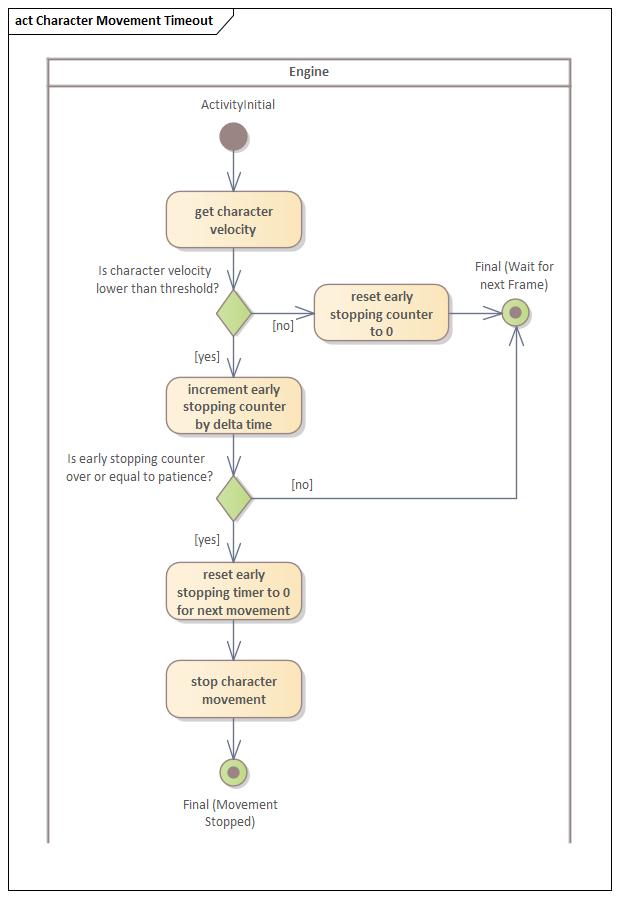 act Character Movement Timeout
Engine
ActivityInitial
get character
velocity
Is character velocity
lower than threshold?
[no]
reset early
stopping counter
to 0
Final (Wait for
next Frame)
[yes]
increment early
stopping counter
by delta time
Is early stopping counter
over or equal to patience?
[no]
[yes]
reset early
stopping timer to 0
for next movement
stop character
movement
Final (Movement
Stopped)